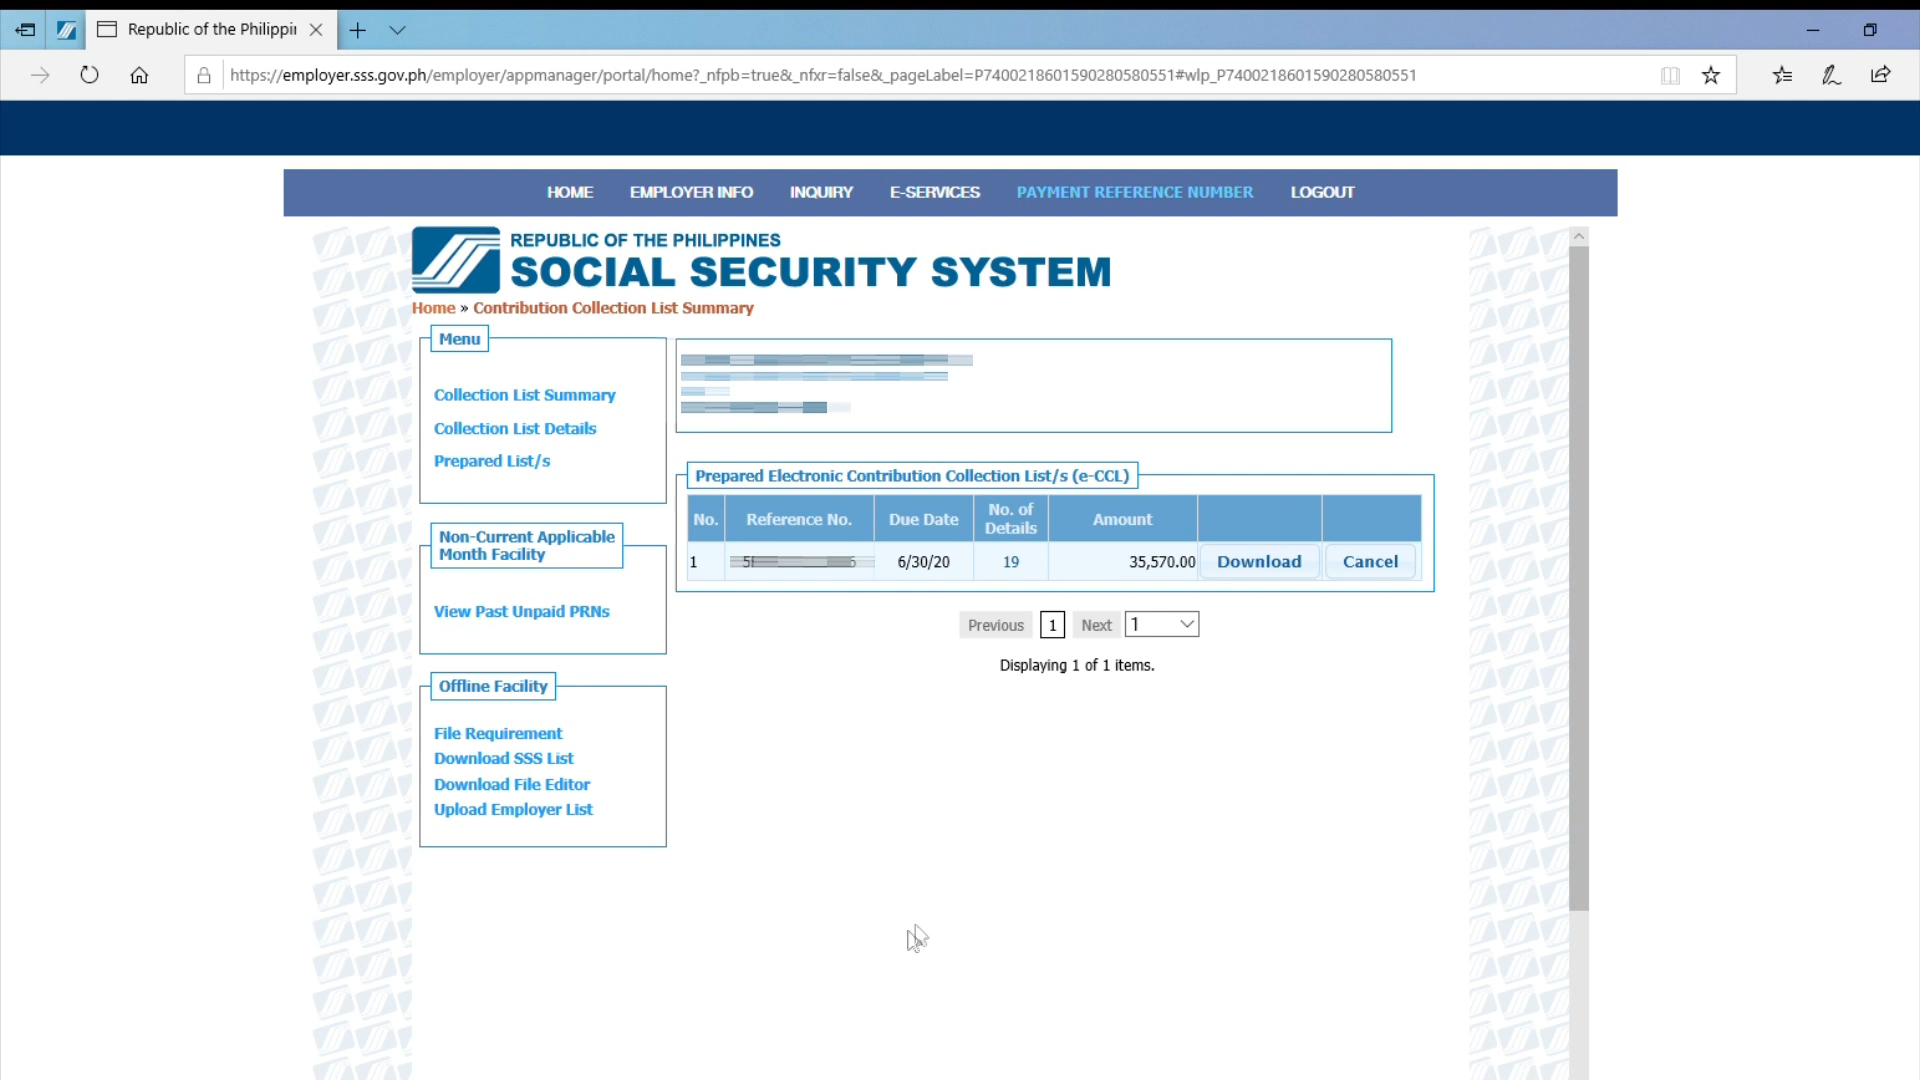 Republic of the Philippi
https://employer.sss.gov.ph/employer/appmanager/portal/home?_nfpb=true&_nfxr=false&_pageLabel=P7400218601590280580551#wlp_P7400218601590280580551
HOME EMPLOYER INFO INQUIRY E-SERVICES PAYMENT REFERENCE NUMBER LOGOUT
REPUBLIC OF THE PHILIPPINES
SOCIAL SECURITY SYSTEM
Home » Contribution Collection List Summary
Menu
Collection List Summary
Collection List Details
Prepared List/s
Non-Current Applicable
Month Facility
View Past Unpaid PRNs
Offline Facility
File Requirement
Download SSS List
Download File Editor
Upload Employer List
Prepared Electronic Contribution Collection List/s (e-CCL)
No. Reference No. Due Date No. of Details Amount
1 6/30/20 19 35,570.00 Download Cancel
Previous 1 Next 1
Displaying 1 of 1 items.